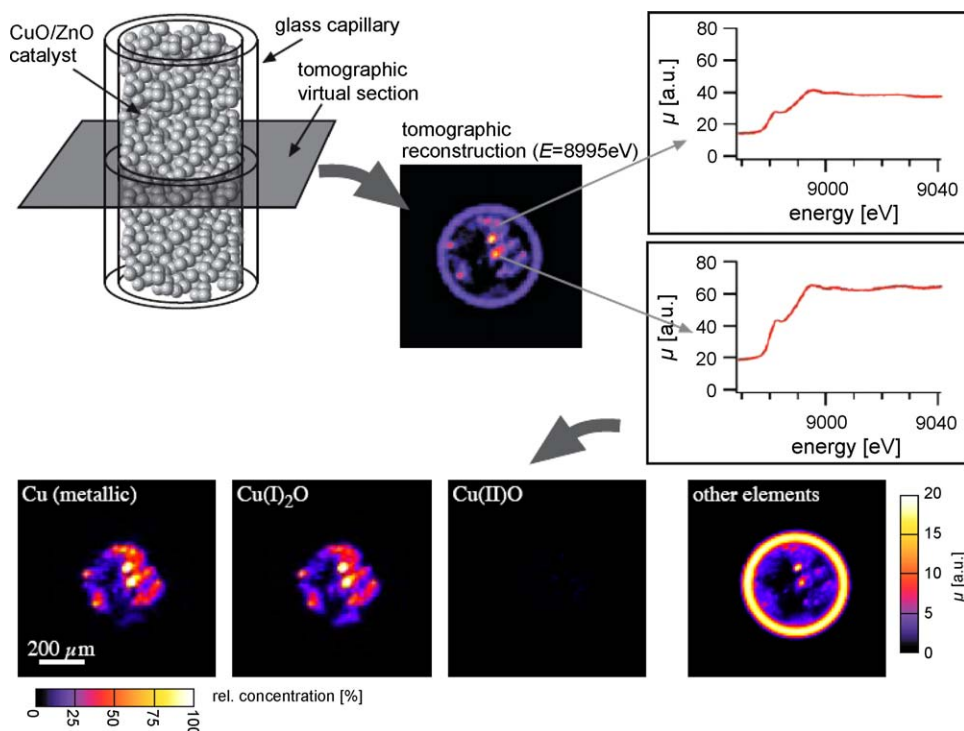 CuO/ZnO
catalyst
glass capillary
tomographic
virtual section
tomographic
reconstruction (E=8995eV)
µ [a.u.]
80
60
40
20
0
9000
9040
energy [eV]
µ [a.u.]
80
60
40
20
0
9000
9040
energy [eV]
Cu (metallic)
200 µm
Cu(I)₂O
Cu(II)O
other elements
20
15
10
5
0
µ [a.u.]
0
25
50
75
100
rel. concentration [%]